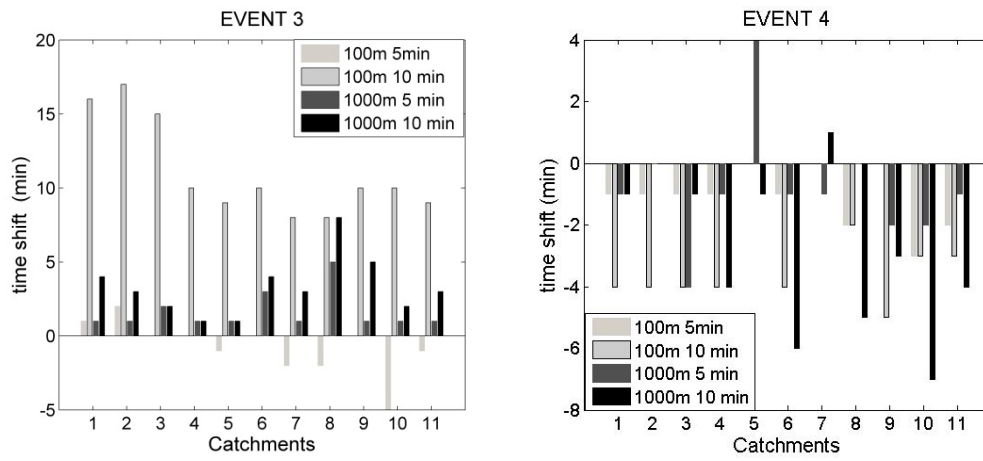 EVENT 3
20
15
10
5
0
-5
time shift (min)
100m 5min
100m 10 min
1000m 5 min
1000m 10 min
1 2 3 4 5 6 7 8 9 10 11
Catchments
EVENT 4
4
2
0
-2
-4
-6
-8
time shift (min)
100m 5min
100m 10 min
1000m 5 min
1000m 10 min
1 2 3 4 5 6 7 8 9 10 11
Catchments